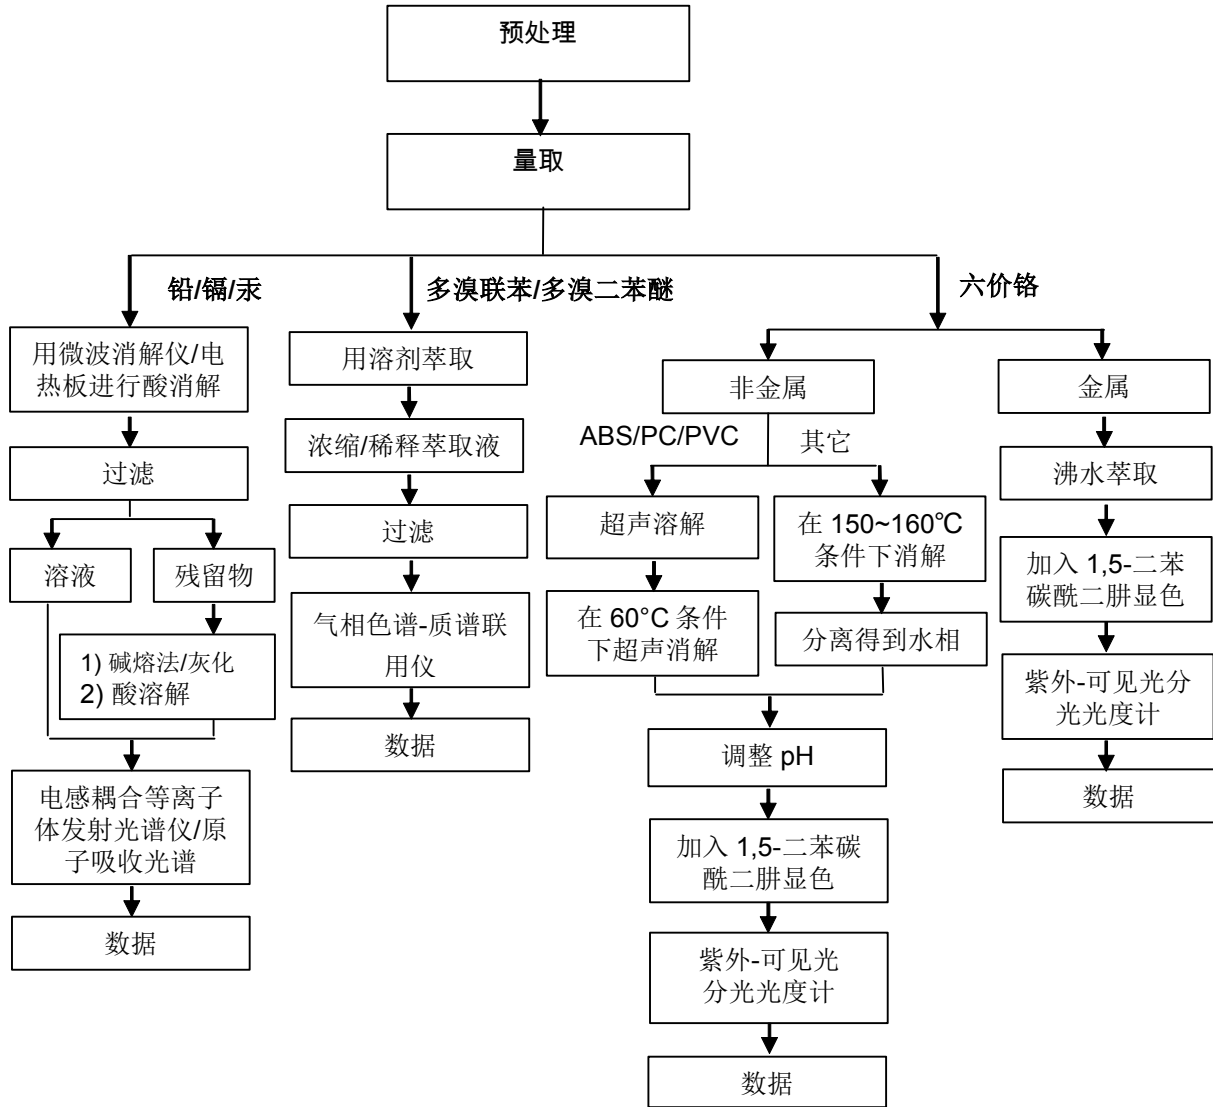 预处理
量取
铅/镉/汞
多溴联苯/多溴二苯醚
六价铬
用微波消解仪/电
热板进行酸消解
过滤
溶液
残留物
1) 碱熔法/灰化
2) 酸溶解
电感耦合等离子
体发射光谱仪/原
子吸收光谱
数据
用溶剂萃取
浓缩/稀释萃取液
过滤
气相色谱-质谱联
用仪
数据
非金属
ABS/PC/PVC
其它
超声溶解
在 60°C 条件
下超声消解
在 150~160℃
条件下消解
分离得到水相
调整 pH
加入 1,5-二苯碳
酰二肼显色
紫外-可见光
分光光度计
数据
金属
沸水萃取
加入 1,5-二苯
碳酰二肼显色
紫外-可见光分
光光度计
数据